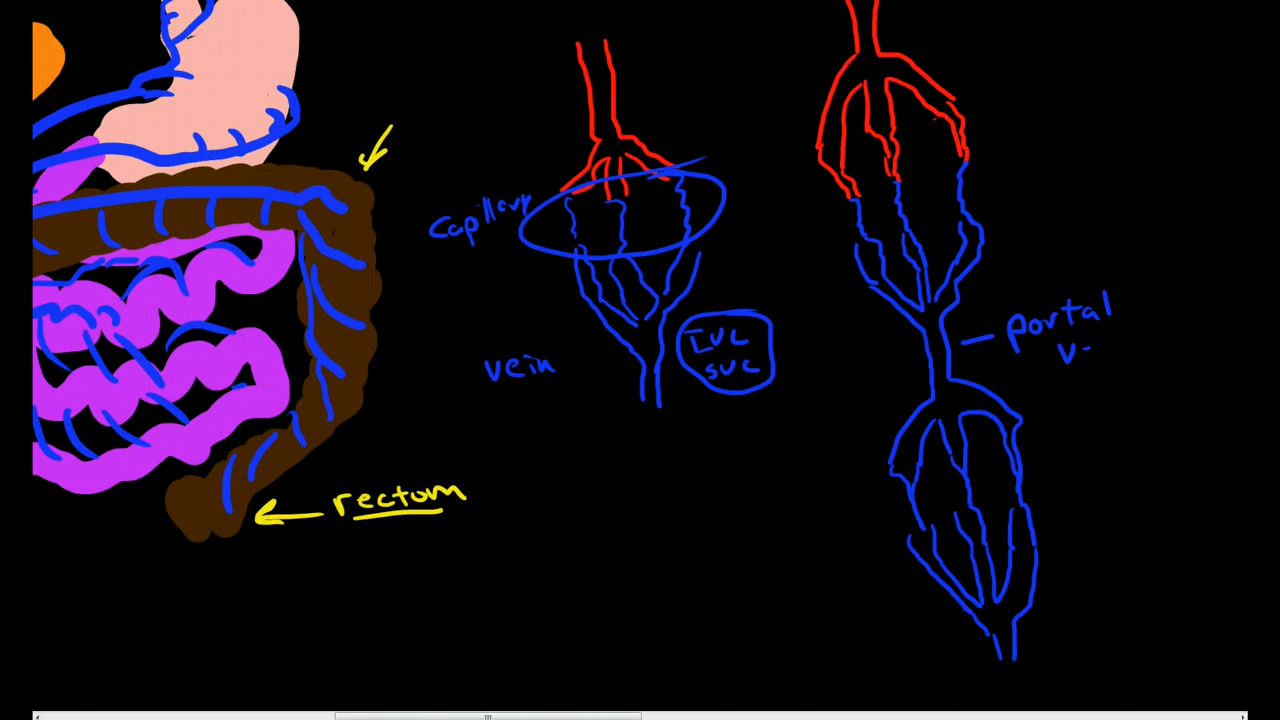 Capillary
vein
IVC
SVC
portal
v-
rectum